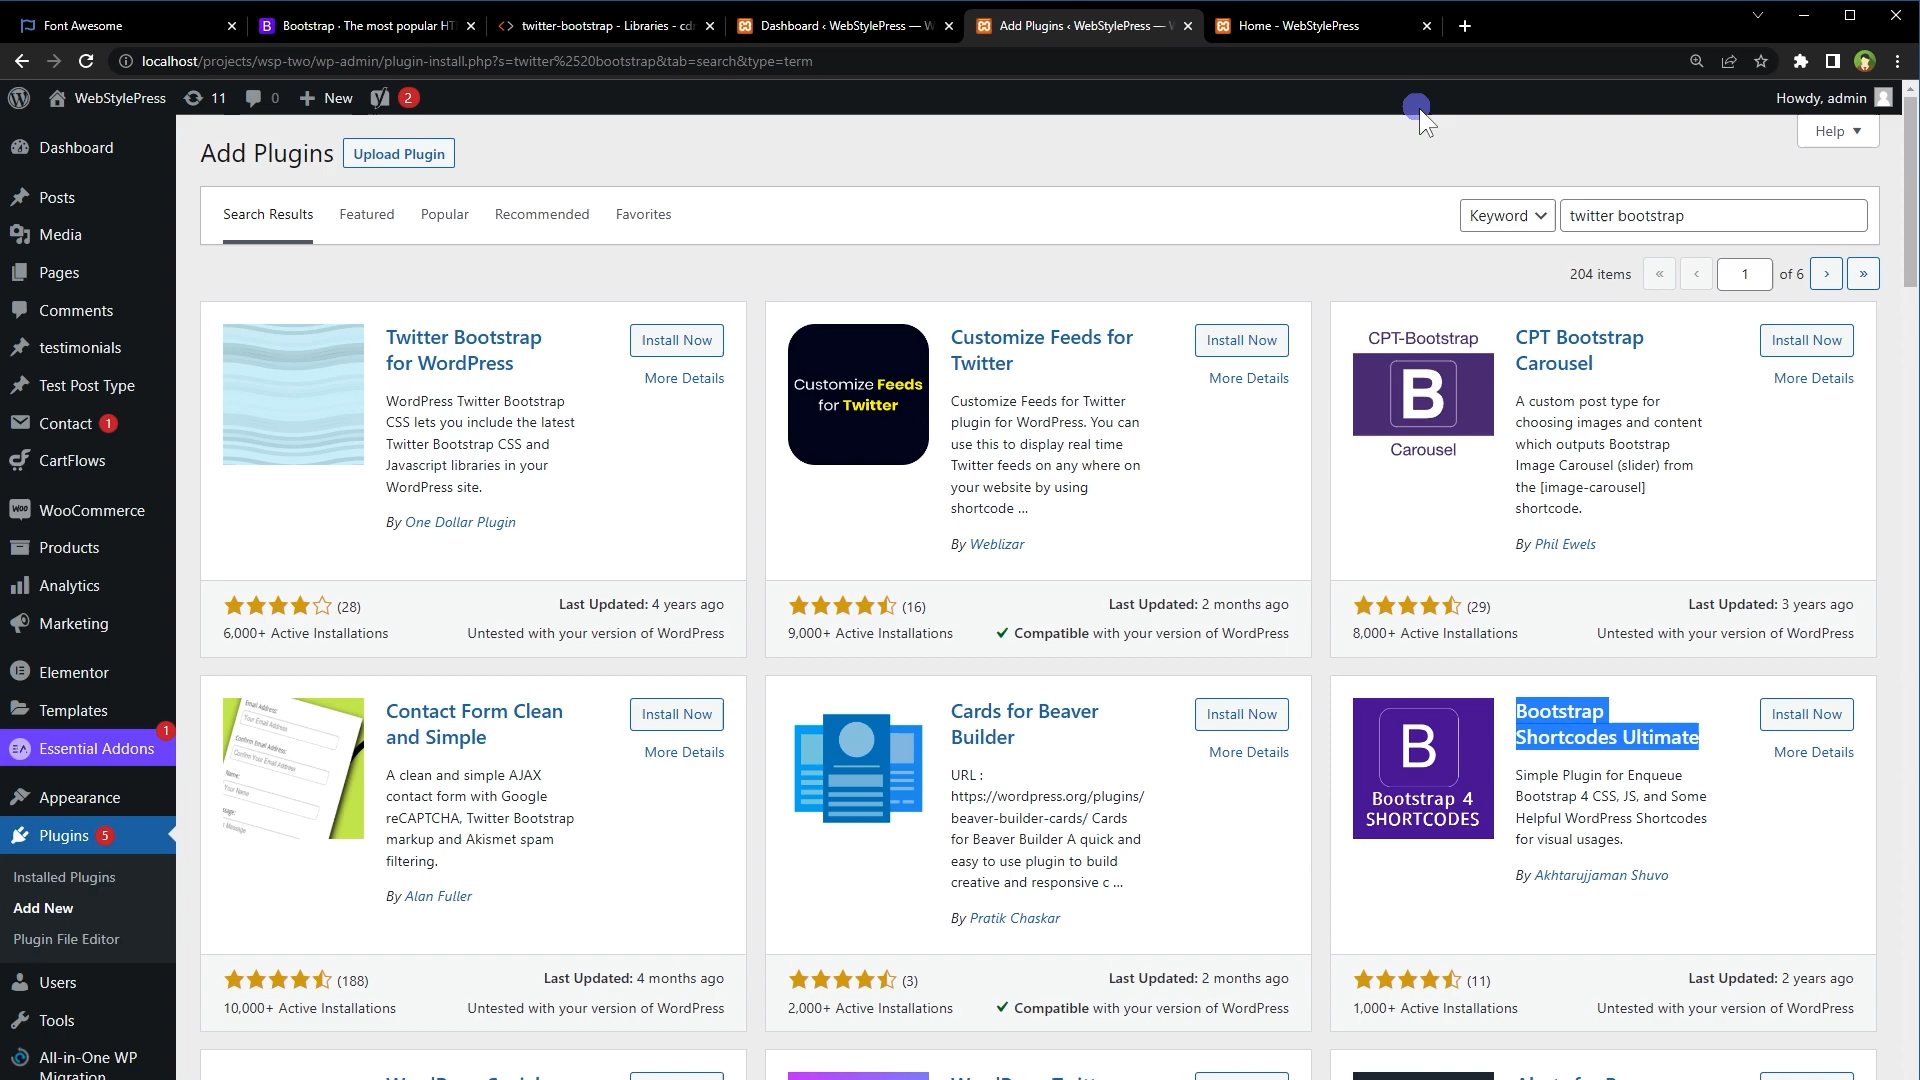 Font Awesome
Bootstrap · The most popular HT
twitter-bootstrap - Libraries - cdn
Dashboard ‹ WebStylePress — W
Add Plugins ‹ WebStylePress —
Home - WebStylePress
localhost/projects/wsp-two/wp-admin/plugin-install.php?s=twitter%2520bootstrap&tab=search&type=term
WebStylePress
11
0
New
2
Howdy, admin
Help
Dashboard
Posts
Media
Pages
Comments
testimonials
Test Post Type
Contact 1
CartFlows
WooCommerce
Products
Analytics
Marketing
Elementor
Templates
1
Essential Addons
Appearance
Plugins 5
Installed Plugins
Add New
Plugin File Editor
Users
Tools
All-in-One WP
Migration
Add Plugins
Upload Plugin
Search Results
Featured
Popular
Recommended
Favorites
Keyword
twitter bootstrap
204 items « ‹ 1 of 6 › »
Twitter Bootstrap
for WordPress
Install Now
More Details
WordPress Twitter Bootstrap
CSS lets you include the latest
Twitter Bootstrap CSS and
Javascript libraries in your
WordPress site.
By One Dollar Plugin
(28)
Last Updated: 4 years ago
6,000+ Active Installations
Untested with your version of WordPress
Customize Feeds
for Twitter
Customize Feeds for
Twitter
Install Now
More Details
Customize Feeds for Twitter
plugin for WordPress. You can
use this to display real time
Twitter feeds on any where on
your website by using
shortcode ...
By Weblizar
(16)
Last Updated: 2 months ago
9,000+ Active Installations
Compatible with your version of WordPress
CPT-Bootstrap
B
Carousel
CPT Bootstrap
Carousel
Install Now
More Details
A custom post type for
choosing images and content
which outputs Bootstrap
Image Carousel (slider) from
the [image-carousel]
shortcode.
By Phil Ewels
(29)
Last Updated: 3 years ago
8,000+ Active Installations
Untested with your version of WordPress
Email Address:
Your Email Address
Confirm Email Address:
Confirm Your Email Address
Name:
Your Name
Message
Contact Form Clean
and Simple
Install Now
More Details
A clean and simple AJAX
contact form with Google
reCAPTCHA, Twitter Bootstrap
markup and Akismet spam
filtering.
By Alan Fuller
(188)
Last Updated: 4 months ago
10,000+ Active Installations
Untested with your version of WordPress
Cards for Beaver
Builder
Install Now
More Details
URL :
https://wordpress.org/plugins/
beaver-builder-cards/ Cards
for Beaver Builder A quick and
easy to use plugin to build
creative and responsive c ...
By Pratik Chaskar
(3)
Last Updated: 2 months ago
2,000+ Active Installations
Compatible with your version of WordPress
B
Bootstrap 4
SHORTCODES
Bootstrap
Shortcodes Ultimate
Install Now
More Details
Simple Plugin for Enqueue
Bootstrap 4 CSS, JS, and Some
Helpful WordPress Shortcodes
for visual usages.
By Akhtarujjaman Shuvo
(11)
Last Updated: 2 years ago
1,000+ Active Installations
Untested with your version of WordPress